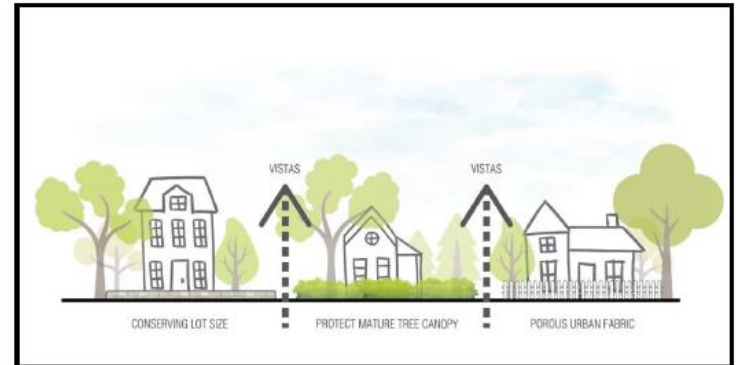 VISTAS
VISTAS
CONSERVING LOT SIZE
PROTECT MATURE TREE CANOPY
POROUS URBAN FABRIC